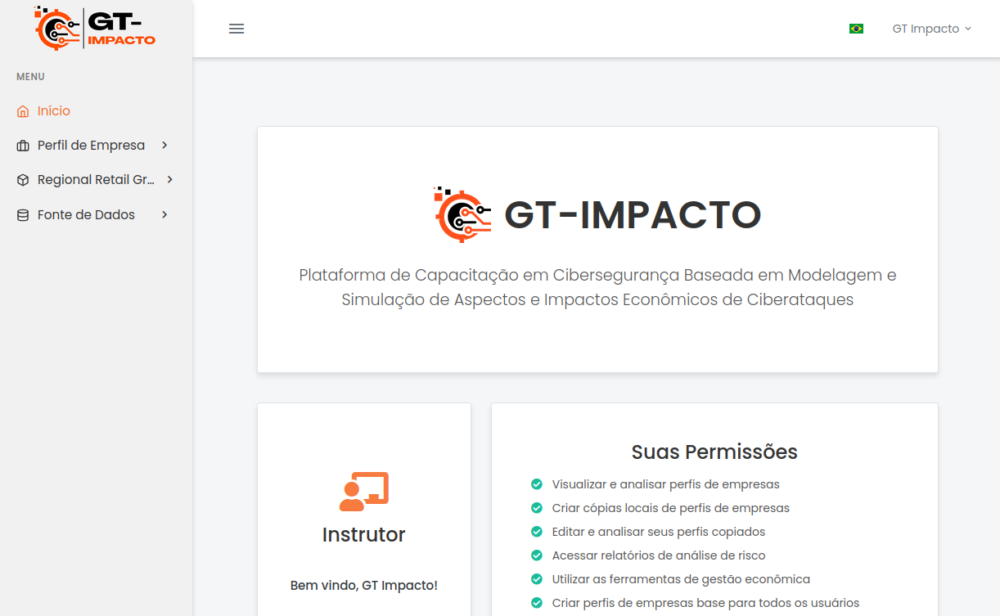 GT-
IMPACTO
GT Impacto
MENU
Início
Perfil de Empresa
Regional Retail Gr...
Fonte de Dados
GT-IMPACTO
Plataforma de Capacitação em Cibersegurança Baseada em Modelagem e
Simulação de Aspectos e Impactos Econômicos de Ciberataques
Instrutor
Bem vindo, GT Impacto!
Suas Permissões
Visualizar e analisar perfis de empresas
Criar cópias locais de perfis de empresas
Editar e analisar seus perfis copiados
Acessar relatórios de análise de risco
Utilizar as ferramentas de gestão econômica
Criar perfis de empresas base para todos os usuários